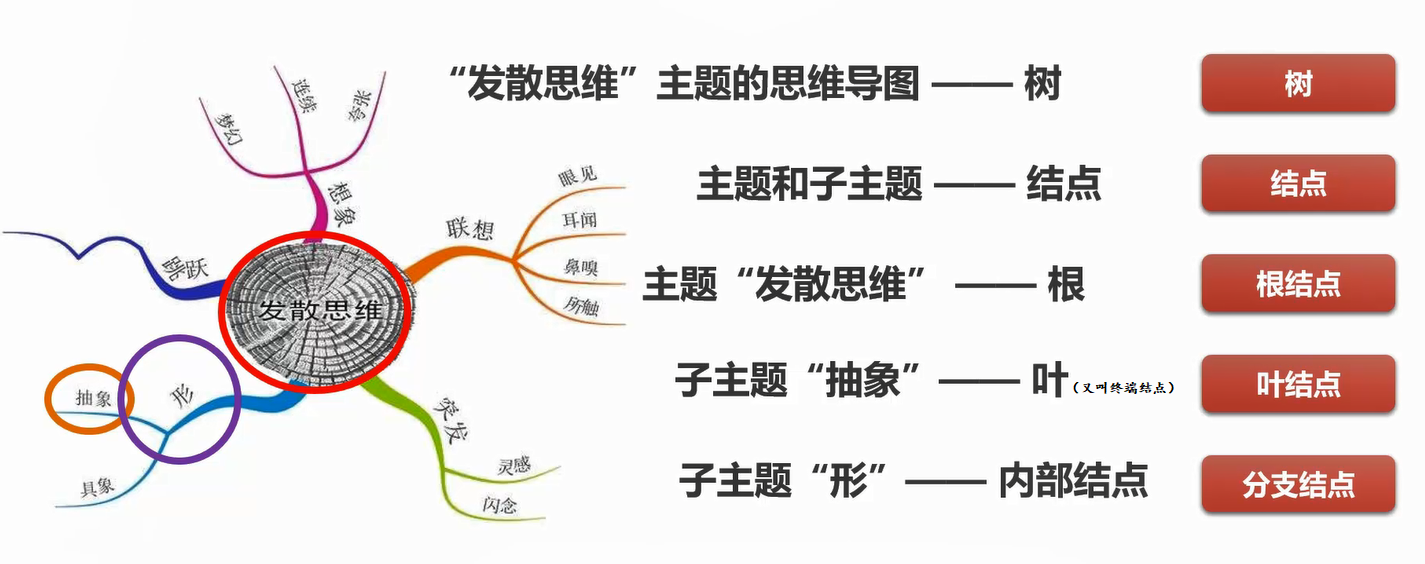 梦幻
连续
夸张
想象
联想
眼见
耳闻
鼻嗅
所触
跳跃
发散思维
形
抽象
具象
突发
灵感
闪念
“发散思维”主题的思维导图 —— 树
主题和子主题 —— 结点
主题“发散思维” —— 根
子主题“抽象” —— 叶(又叫终端结点)
子主题“形” —— 内部结点
树
结点
根结点
叶结点
分支结点